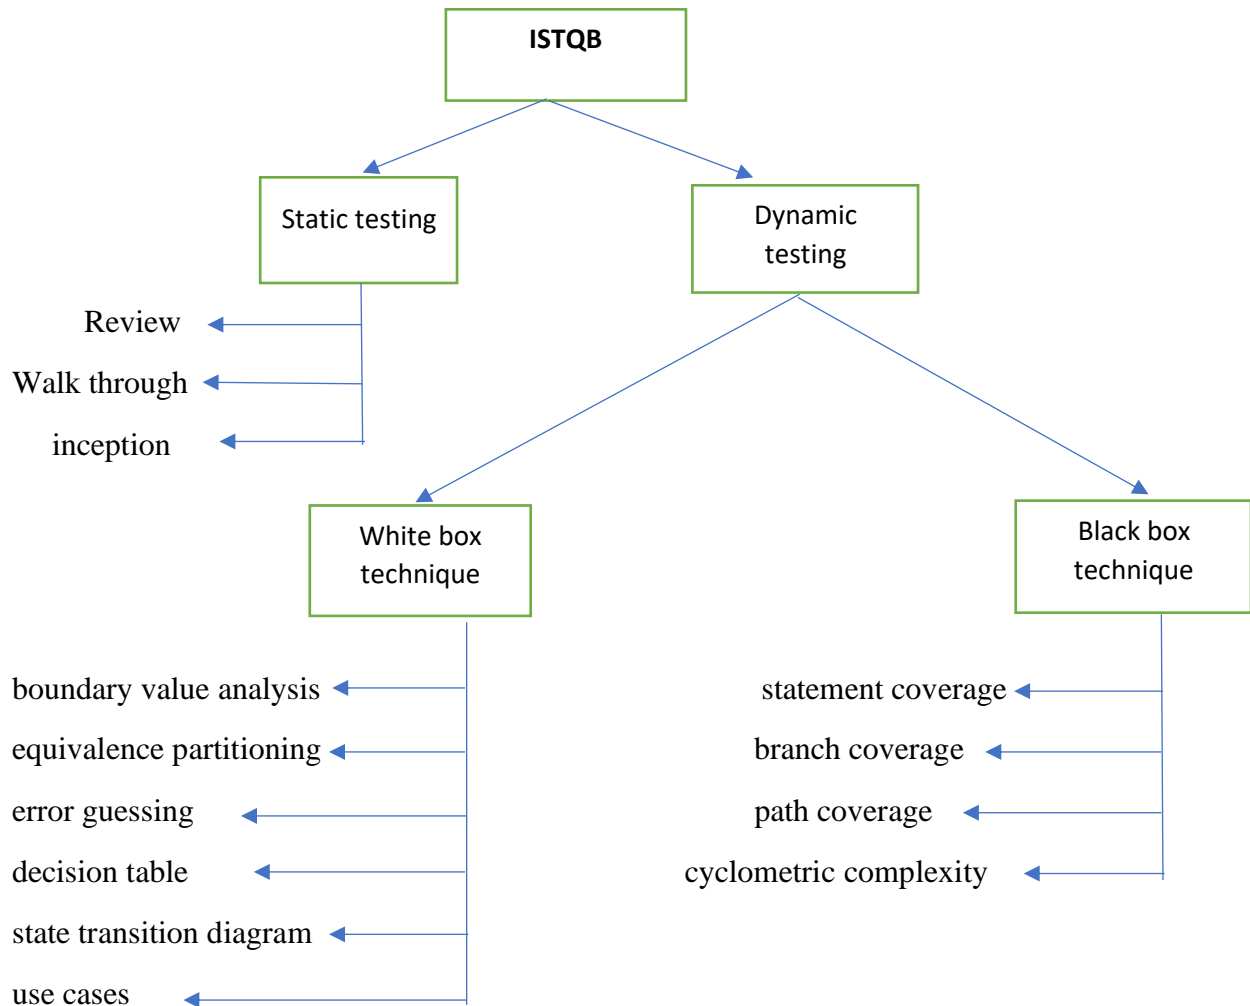 ISTQB
Static testing
Dynamic
testing
Review
Walk through
inception
White box
technique
Black box
technique
boundary value analysis
equivalence partitioning
error guessing
decision table
state transition diagram
use cases
statement coverage
branch coverage
path coverage
cyclometric complexity